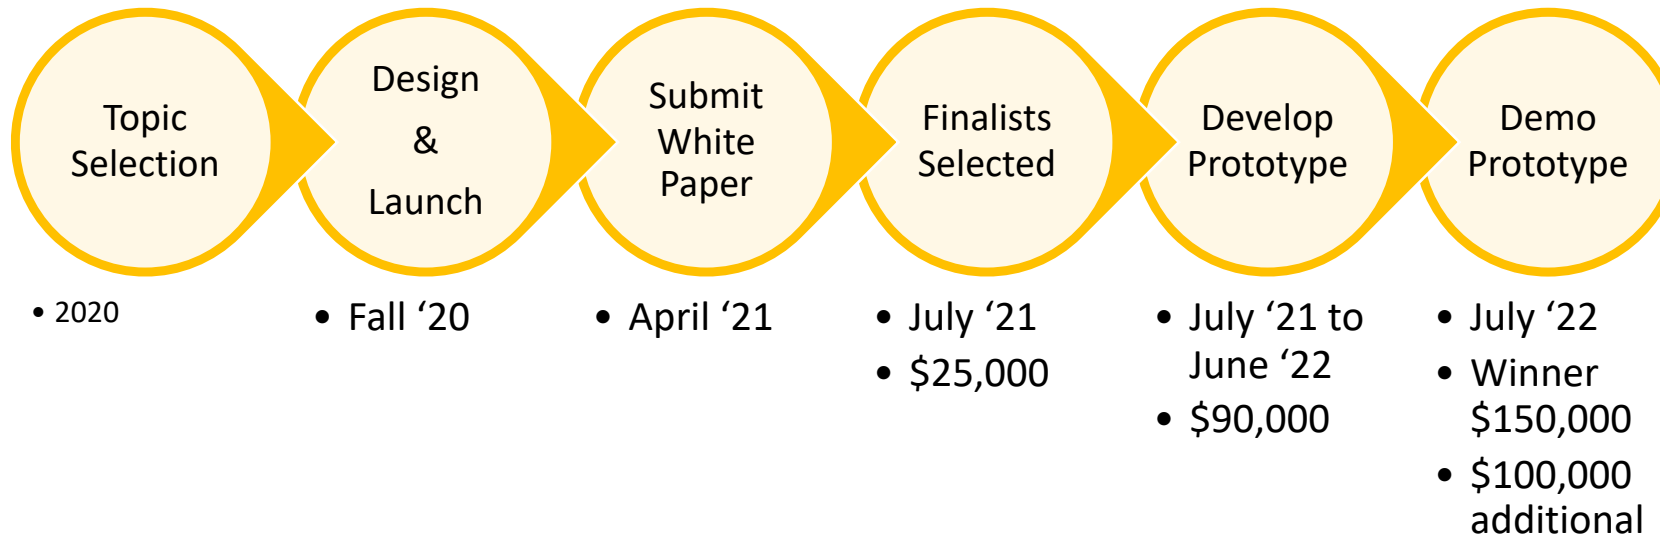 Topic
Selection
Design
&
Launch
Submit
White
Paper
Finalists
Selected
Develop
Prototype
Demo
Prototype
• 2020
• Fall ‘20
• April ‘21
• July ‘21
• $25,000
• July ‘21 to
June ‘22
• $90,000
• July ‘22
• Winner
$150,000
• $100,000
additional